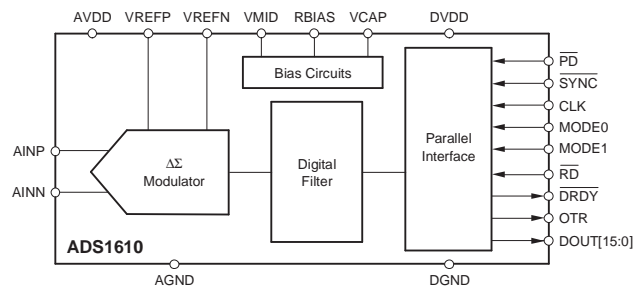 AVDD VREFP VREFN VMID RBIAS VCAP DVDD
Bias Circuits
PD
SYNC
CLK
MODE0
MODE1
RD
DRDY
OTR
DOUT[15:0]
AINP
AINN
ΔΣ
Modulator
Digital
Filter
Parallel
Interface
ADS1610
AGND DGND